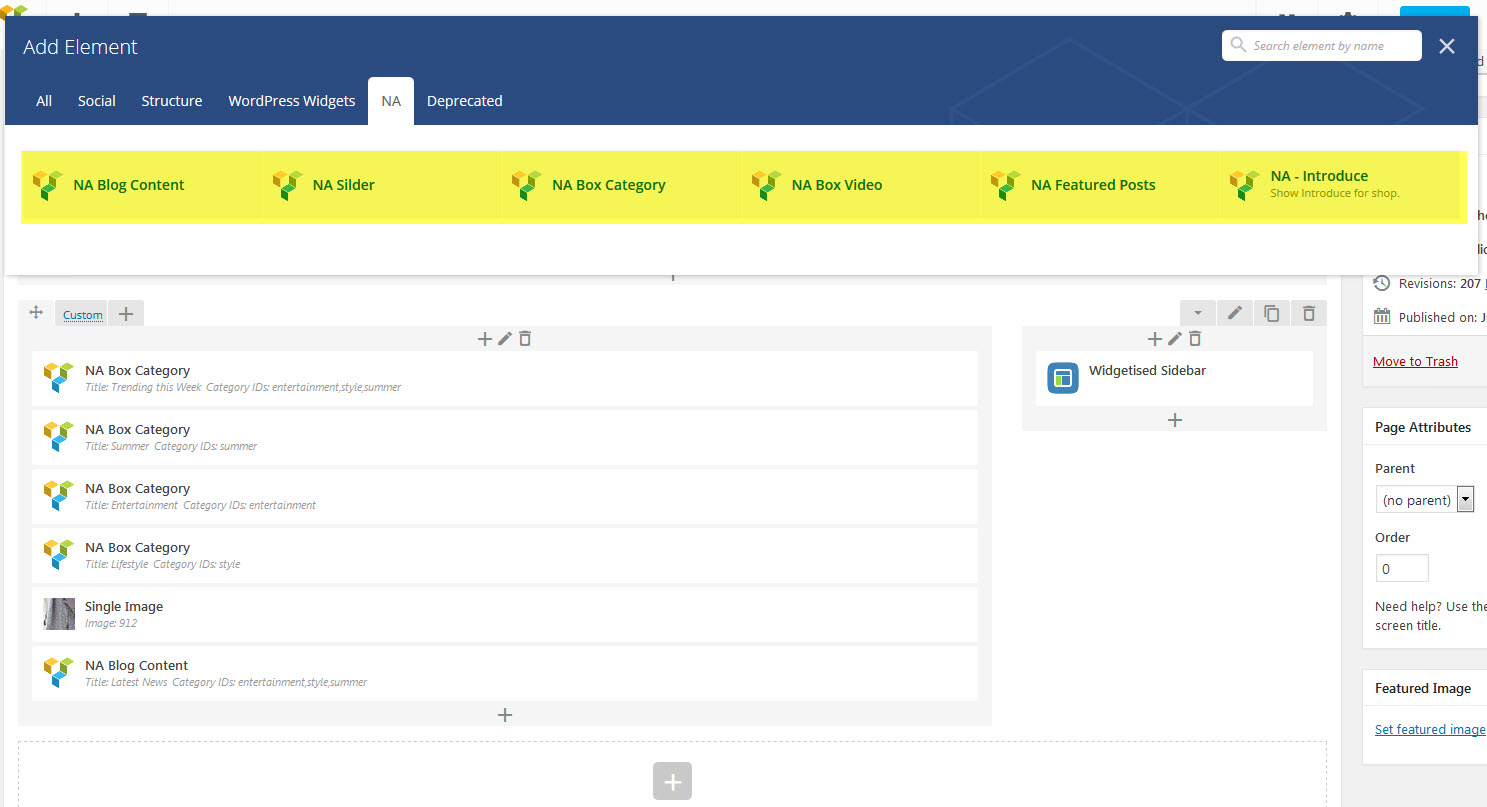 Add Element
Search element by name
All Social Structure WordPress Widgets NA Deprecated
NA Blog Content
NA Silder
NA Box Category
NA Box Video
NA Featured Posts
NA - Introduce
Show Introduce for shop.
Custom
NA Box Category
Title: Trending this Week Category IDs: entertainment,style,summer
NA Box Category
Title: Summer Category IDs: summer
NA Box Category
Title: Entertainment Category IDs: entertainment
NA Box Category
Title: Lifestyle Category IDs: style
Single Image
Image: 912
NA Blog Content
Title: Latest News Category IDs: entertainment,style,summer
Widgetised Sidebar
Revisions: 207
Published on:
Move to Trash
Page Attributes
Parent
(no parent)
Order
0
Need help? Use the
screen title.
Featured Image
Set featured image